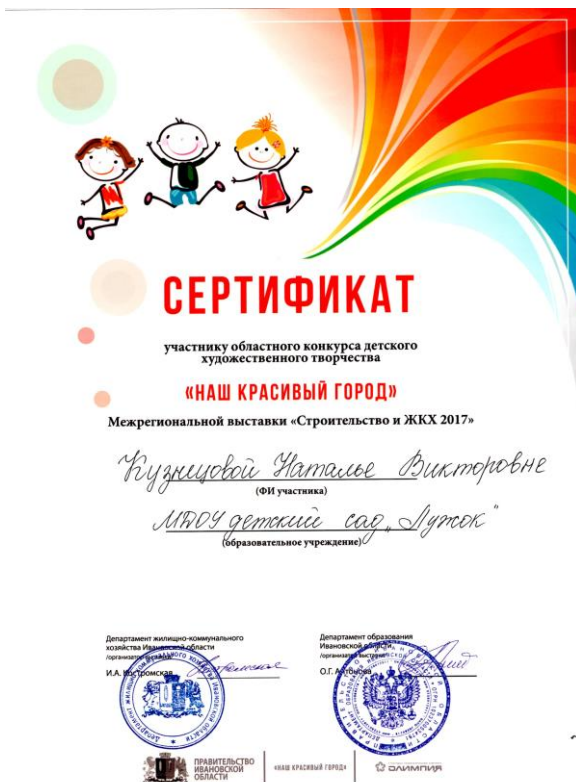 СЕРТИФИКАТ
участнику областного конкурса детского
художественного творчества
«НАШ КРАСИВЫЙ ГОРОД»
Межрегиональной выставки «Строительство и ЖКХ 2017»
Кузнецовой Наталье Викторовне
(ФИ участника)
МДОУ детский сад „Лужок"
(образовательное учреждение)
Департамент жилищно-коммунального
хозяйства Ивановской области
/организатор
И.А. Костромская
Департамент образования
Ивановской области
/организатор выставки
О.Г. Антонова
ПРАВИТЕЛЬСТВО
ИВАНОВСКОЙ
ОБЛАСТИ
«НАШ КРАСИВЫЙ ГОРОД»
ОЛИМПИЯ